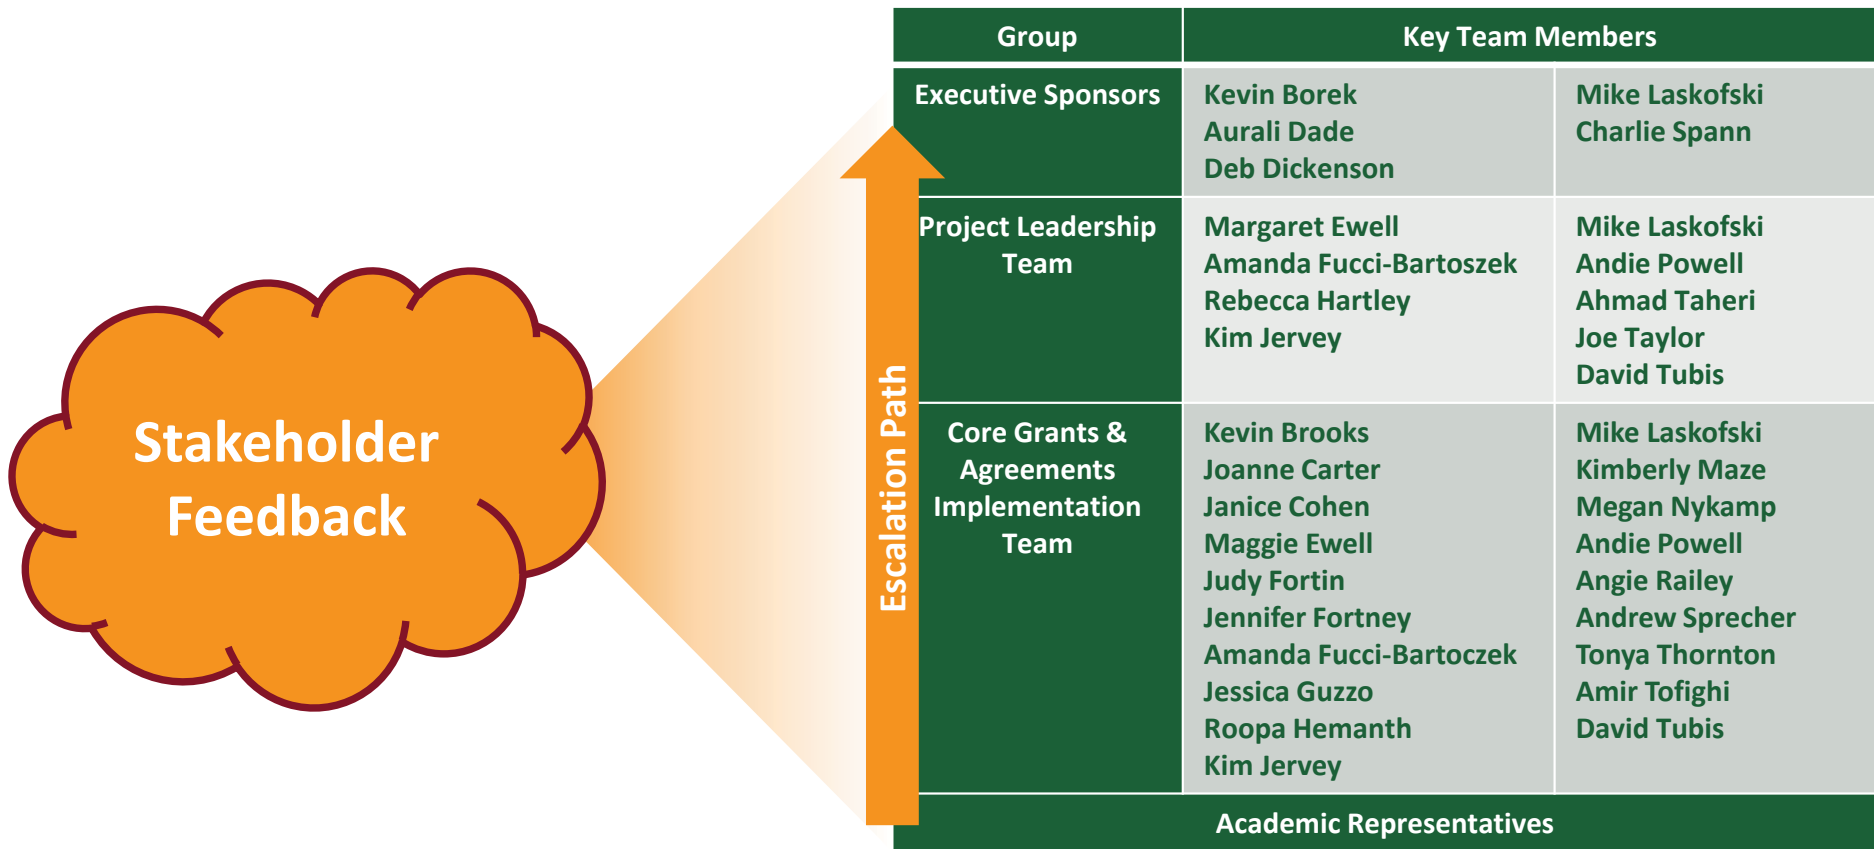 Stakeholder
Feedback
Escalation Path
Group
Key Team Members
Executive Sponsors
Kevin Borek
Aurali Dade
Deb Dickenson
Mike Laskofski
Charlie Spann
Project Leadership
Team
Margaret Ewell
Amanda Fucci-Bartoszek
Rebecca Hartley
Kim Jervey
Mike Laskofski
Andie Powell
Ahmad Taheri
Joe Taylor
David Tubis
Core Grants &
Agreements
Implementation
Team
Kevin Brooks
Joanne Carter
Janice Cohen
Maggie Ewell
Judy Fortin
Jennifer Fortney
Amanda Fucci-Bartoczek
Jessica Guzzo
Roopa Hemanth
Kim Jervey
Mike Laskofski
Kimberly Maze
Megan Nykamp
Andie Powell
Angie Railey
Andrew Sprecher
Tonya Thornton
Amir Tofighi
David Tubis
Academic Representatives